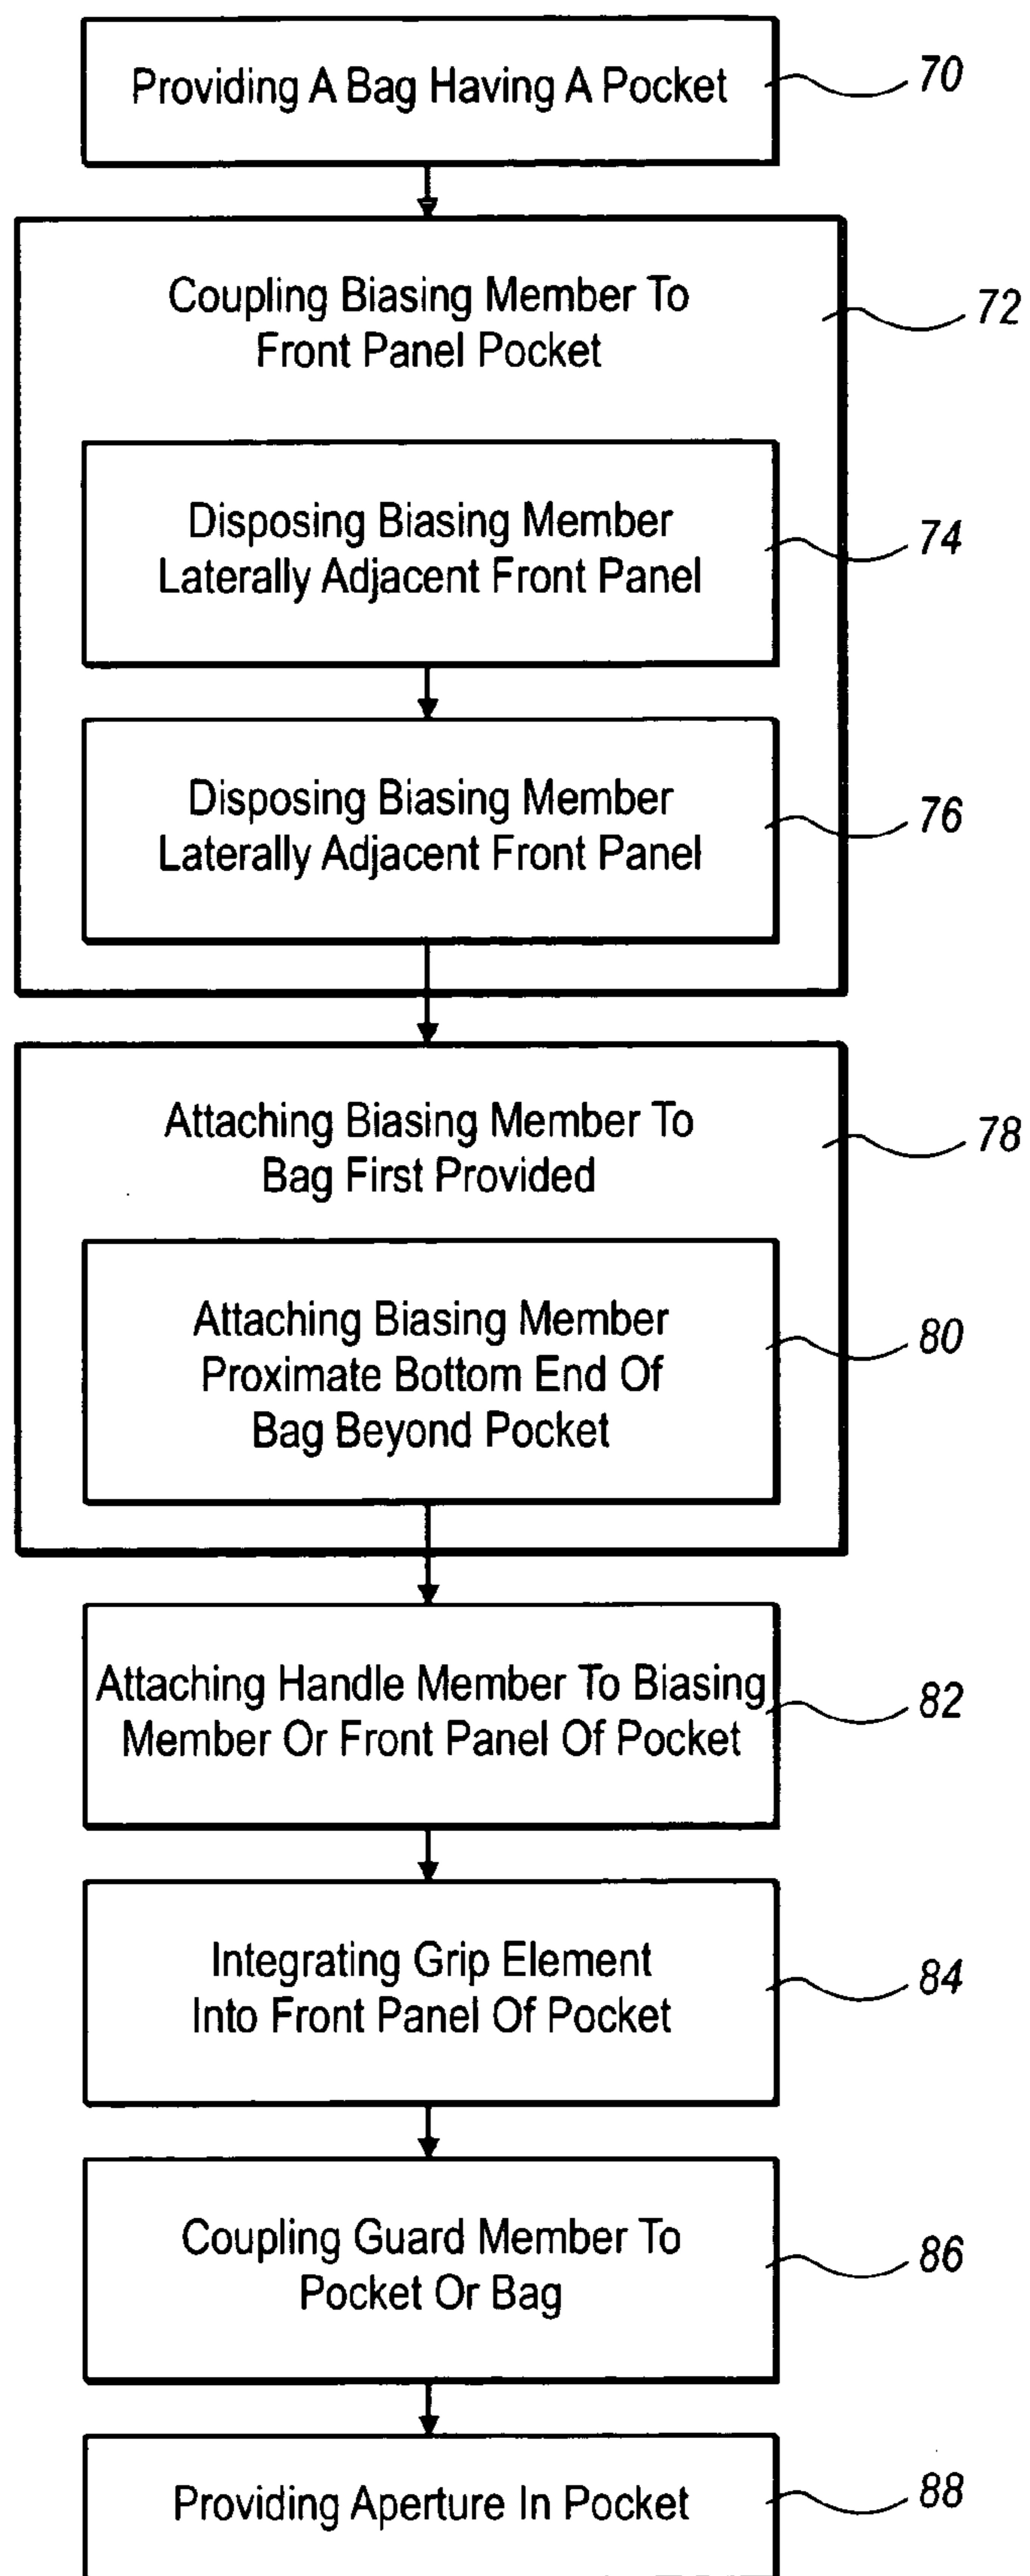 Providing A Bag Having A Pocket
70
Coupling Biasing Member To
Front Panel Pocket
72
Disposing Biasing Member
Laterally Adjacent Front Panel
74
Disposing Biasing Member
Laterally Adjacent Front Panel
76
Attaching Biasing Member To
Bag First Provided
78
Attaching Biasing Member
Proximate Bottom End Of
Bag Beyond Pocket
80
Attaching Handle Member To Biasing
Member Or Front Panel Of Pocket
82
Integrating Grip Element
Into Front Panel Of Pocket
84
Coupling Guard Member To
Pocket Or Bag
86
Providing Aperture In Pocket
88